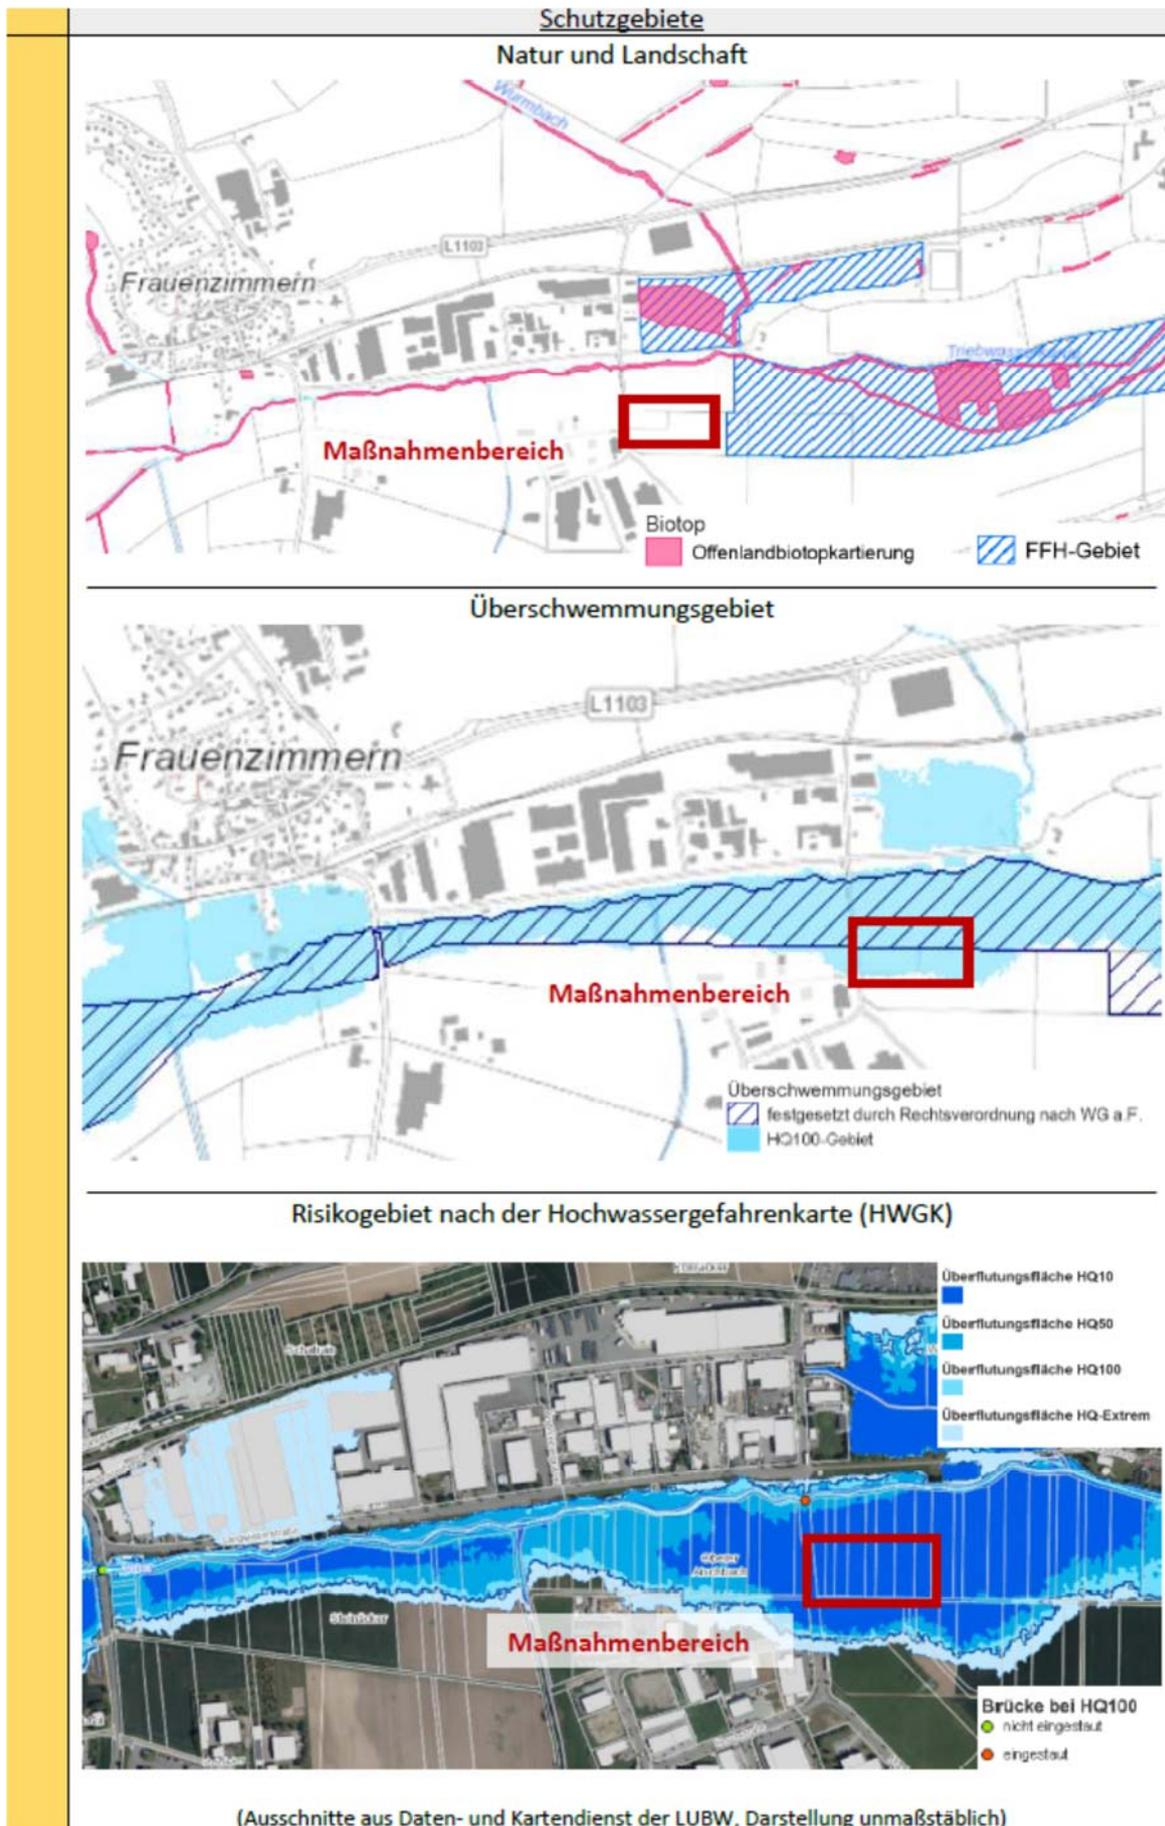 Schutzgebiete
Natur und Landschaft
Wurmbach
L1103
Frauenzimmern
Maßnahmenbereich
Biotop
Offenlandbiotopkartierung
FFH-Gebiet
Überschwemmungsgebiet
L1103
Frauenzimmern
Maßnahmenbereich
Überschwemmungsgebiet
festgesetzt durch Rechtsverordnung nach WG a.F.
HQ100-Gebiet
Risikogebiet nach der Hochwassergefahrenkarte (HWGK)
Überflutungsfläche HQ10
Überflutungsfläche HQ50
Überflutungsfläche HQ100
Überflutungsfläche HQ-Extrem
Maßnahmenbereich
Brücke bei HQ100
nicht eingestaut
eingestaut
(Ausschnitte aus Daten- und Kartendienst der LUBW, Darstellung unmaßstäblich)